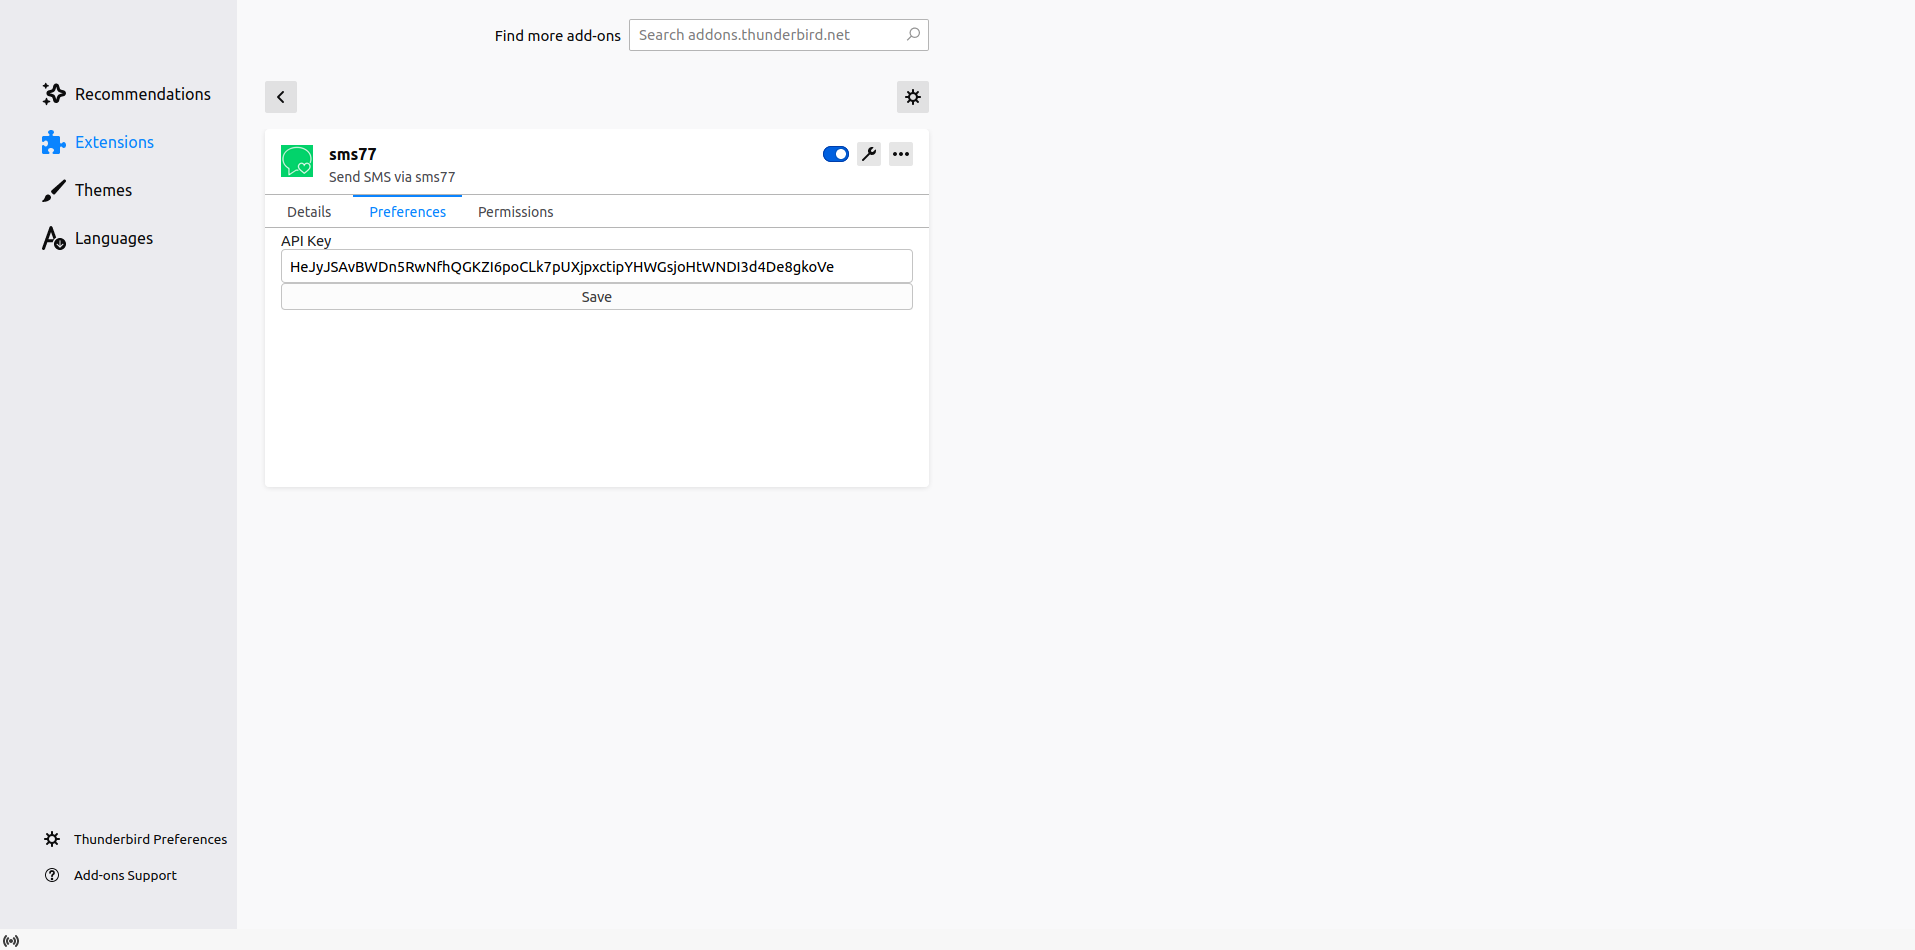 Find more add-ons
Search addons.thunderbird.net
Recommendations
Extensions
Themes
Languages
sms77
Send SMS via sms77
Details
Preferences
Permissions
API Key
HeJyJSAvBWDn5RwNfhQGKZI6poCLk7pUXjpxctipYHWGsjoHtWNDI3d4De8gkoVe
Save
Thunderbird Preferences
Add-ons Support